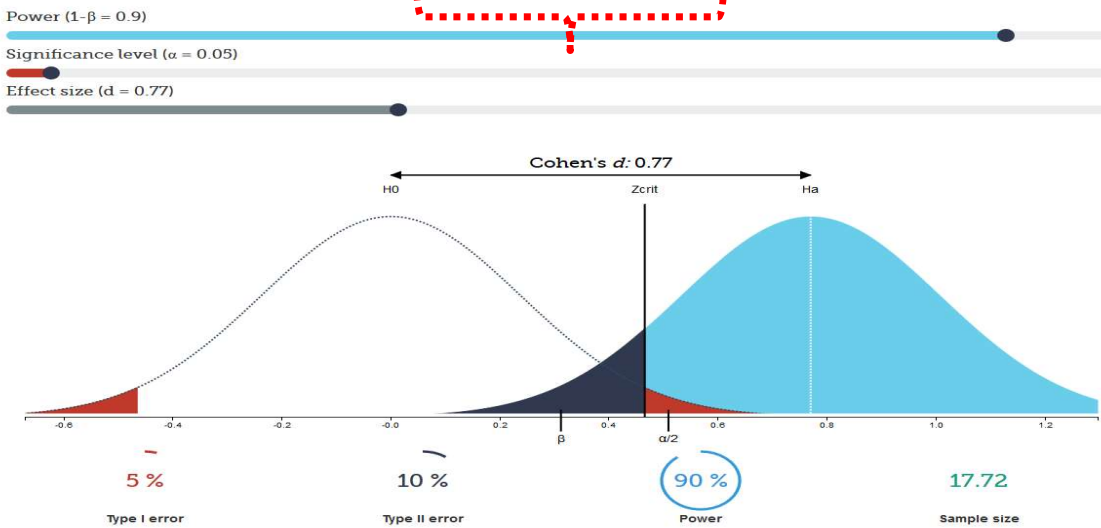 Power (1-β = 0.9)
Significance level (α = 0.05)
Effect size (d = 0.77)
Cohen's d: 0.77
H0 Zcrit Ha
-0.6 -0.4 -0.2 -0.0 0.2 0.4 0.6 0.8 1.0 1.2
β α/2
5 % 10 % 90 % 17.72
Type I error Type II error Power Sample size